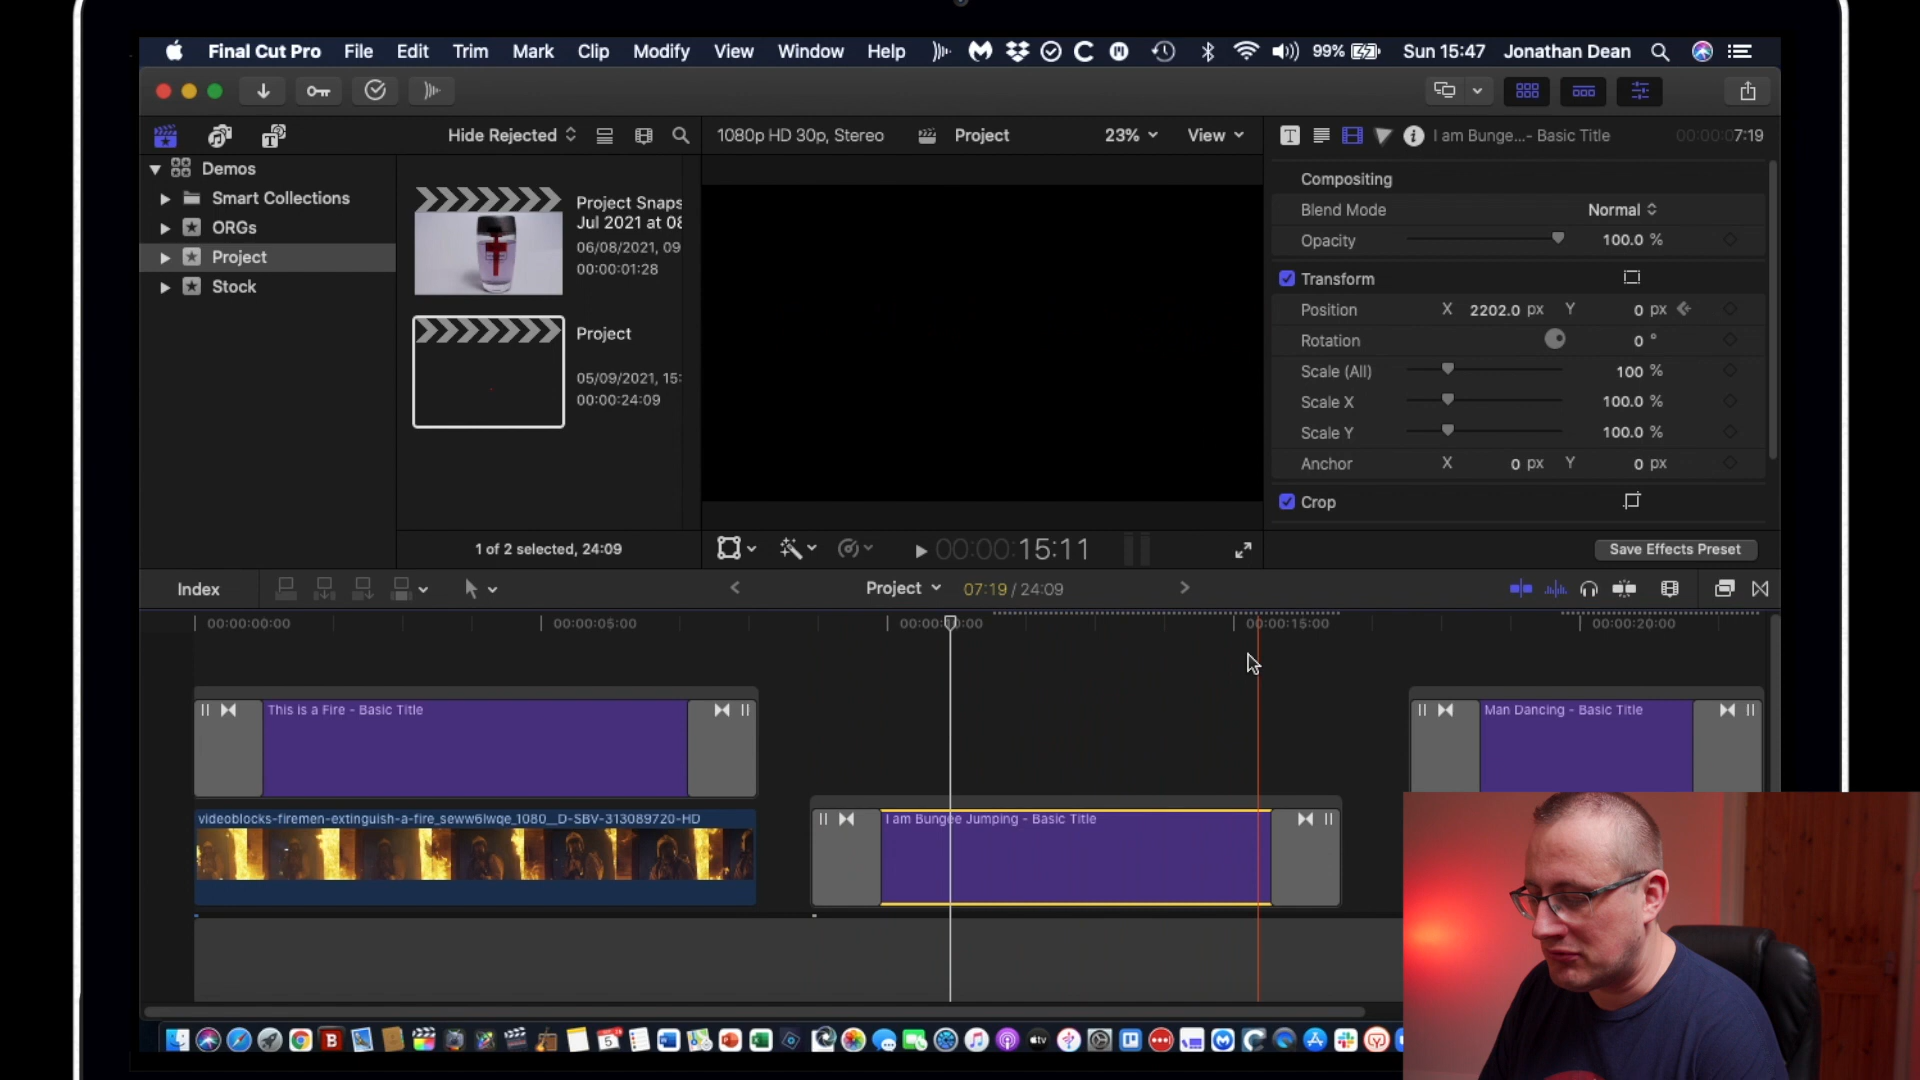 Final Cut Pro File Edit Trim Mark Clip Modify View Window Help 99% Sun 15:47 Jonathan Dean
Hide Rejected
1080p HD 30p, Stereo Project 23% View
I am Bunge...- Basic Title 00:00:07:19
Demos
Smart Collections
ORGs
Project
Stock
Project Snaps
Jul 2021 at 08
06/08/2021, 09
00:00:01:28
Project
05/09/2021, 15:
00:00:24:09
1 of 2 selected, 24:09
00:00:15:11
Compositing
Blend Mode Normal
Opacity 100.0 %
Transform
Position X 2202.0 px Y 0 px
Rotation 0 °
Scale (All) 100 %
Scale X 100.0 %
Scale Y 100.0 %
Anchor X 0 px Y 0 px
Crop
Save Effects Preset
Index Project 07:19 / 24:09
00:00:00:00 00:00:05:00 00:00:10:00 00:00:15:00 00:00:20:00
This is a Fire - Basic Title
Man Dancing - Basic Title
videoblocks-firemen-extinguish-a-fire_seww6lwqe_1080__D-SBV-313089720-HD
I am Bungee Jumping - Basic Title